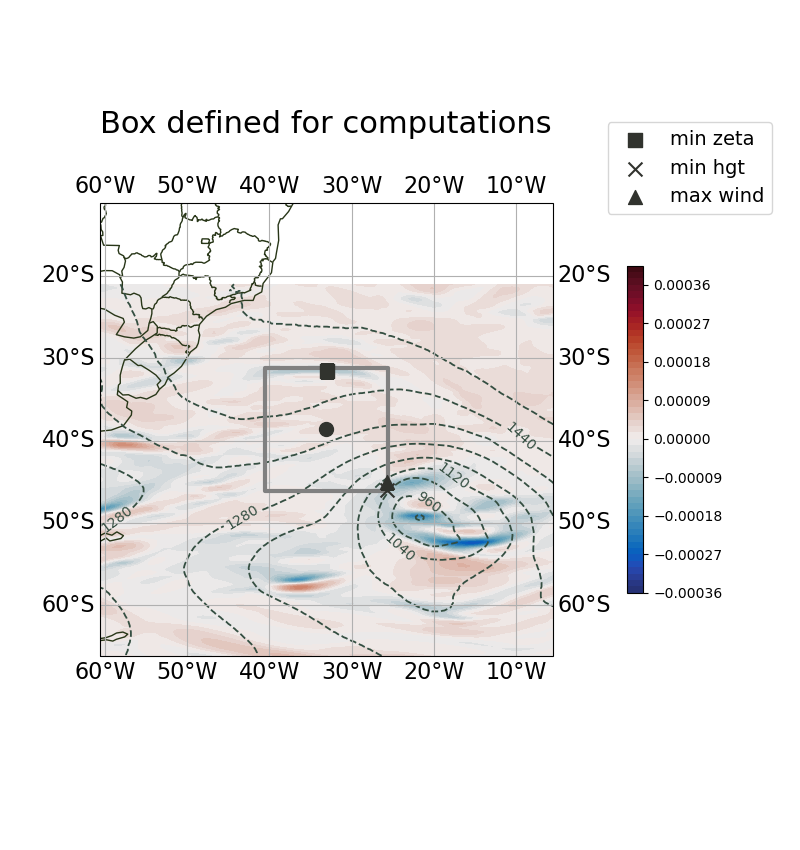 Box defined for computations
min zeta
min hgt
max wind
60°W 50°W 40°W 30°W 20°W 10°W
20°S 20°S
30°S 30°S
40°S 40°S
50°S 50°S
60°S 60°S
60°W 50°W 40°W 30°W 20°W 10°W
1440
1120
960
1280
1280
1040
0.00036
0.00027
0.00018
0.00009
0.00000
−0.00009
−0.00018
−0.00027
−0.00036